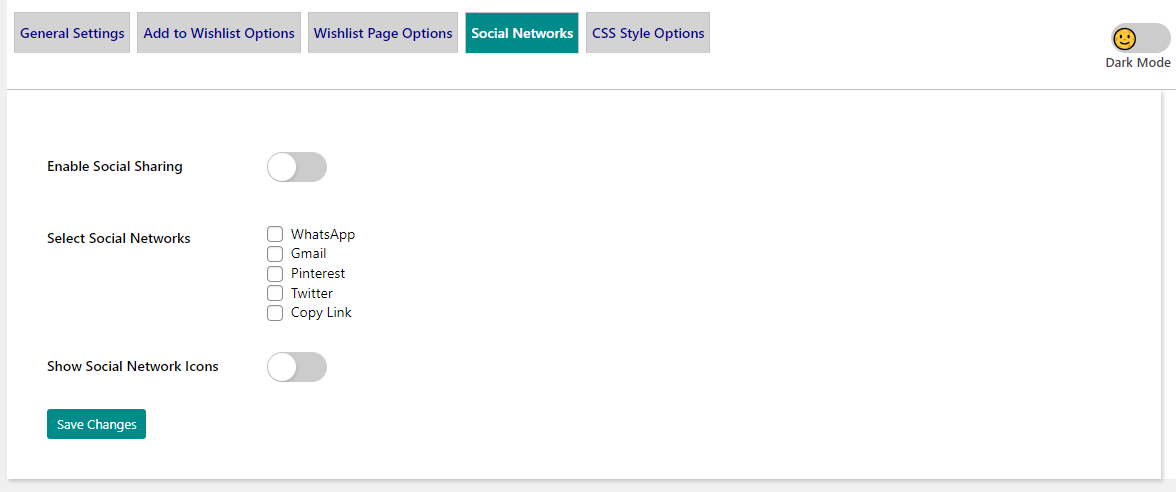 General Settings
Add to Wishlist Options
Wishlist Page Options
Social Networks
CSS Style Options
Dark Mode
Enable Social Sharing
Select Social Networks
WhatsApp
Gmail
Pinterest
Twitter
Copy Link
Show Social Network Icons
Save Changes